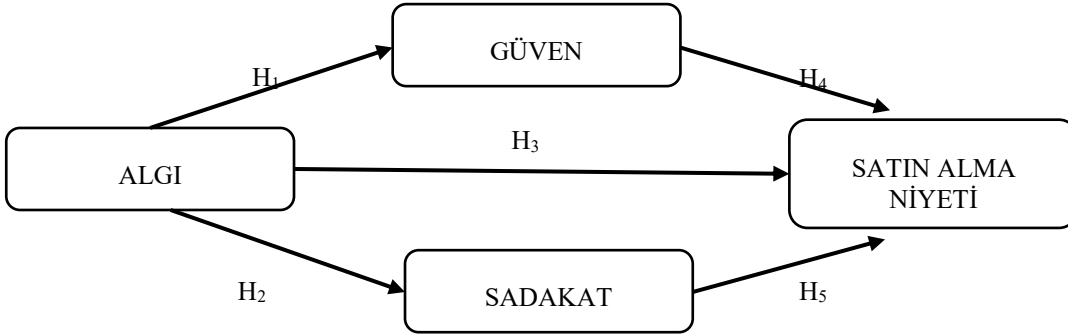 GÜVEN
H₁
H₄
H₃
ALGI
SATIN ALMA
NİYETİ
H₂
SADAKAT
H₅